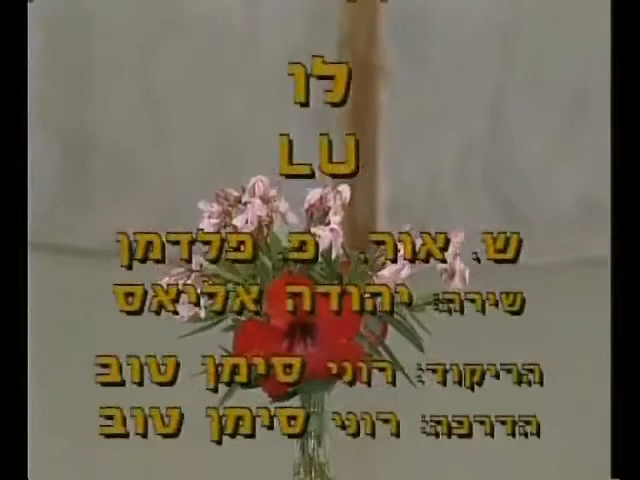 לו
LU
ש. אור. פ. פלדמן
שירה: יהודה אליאס
הריקוד: רוני סימן טוב
הדרכה: רוני סימן טוב